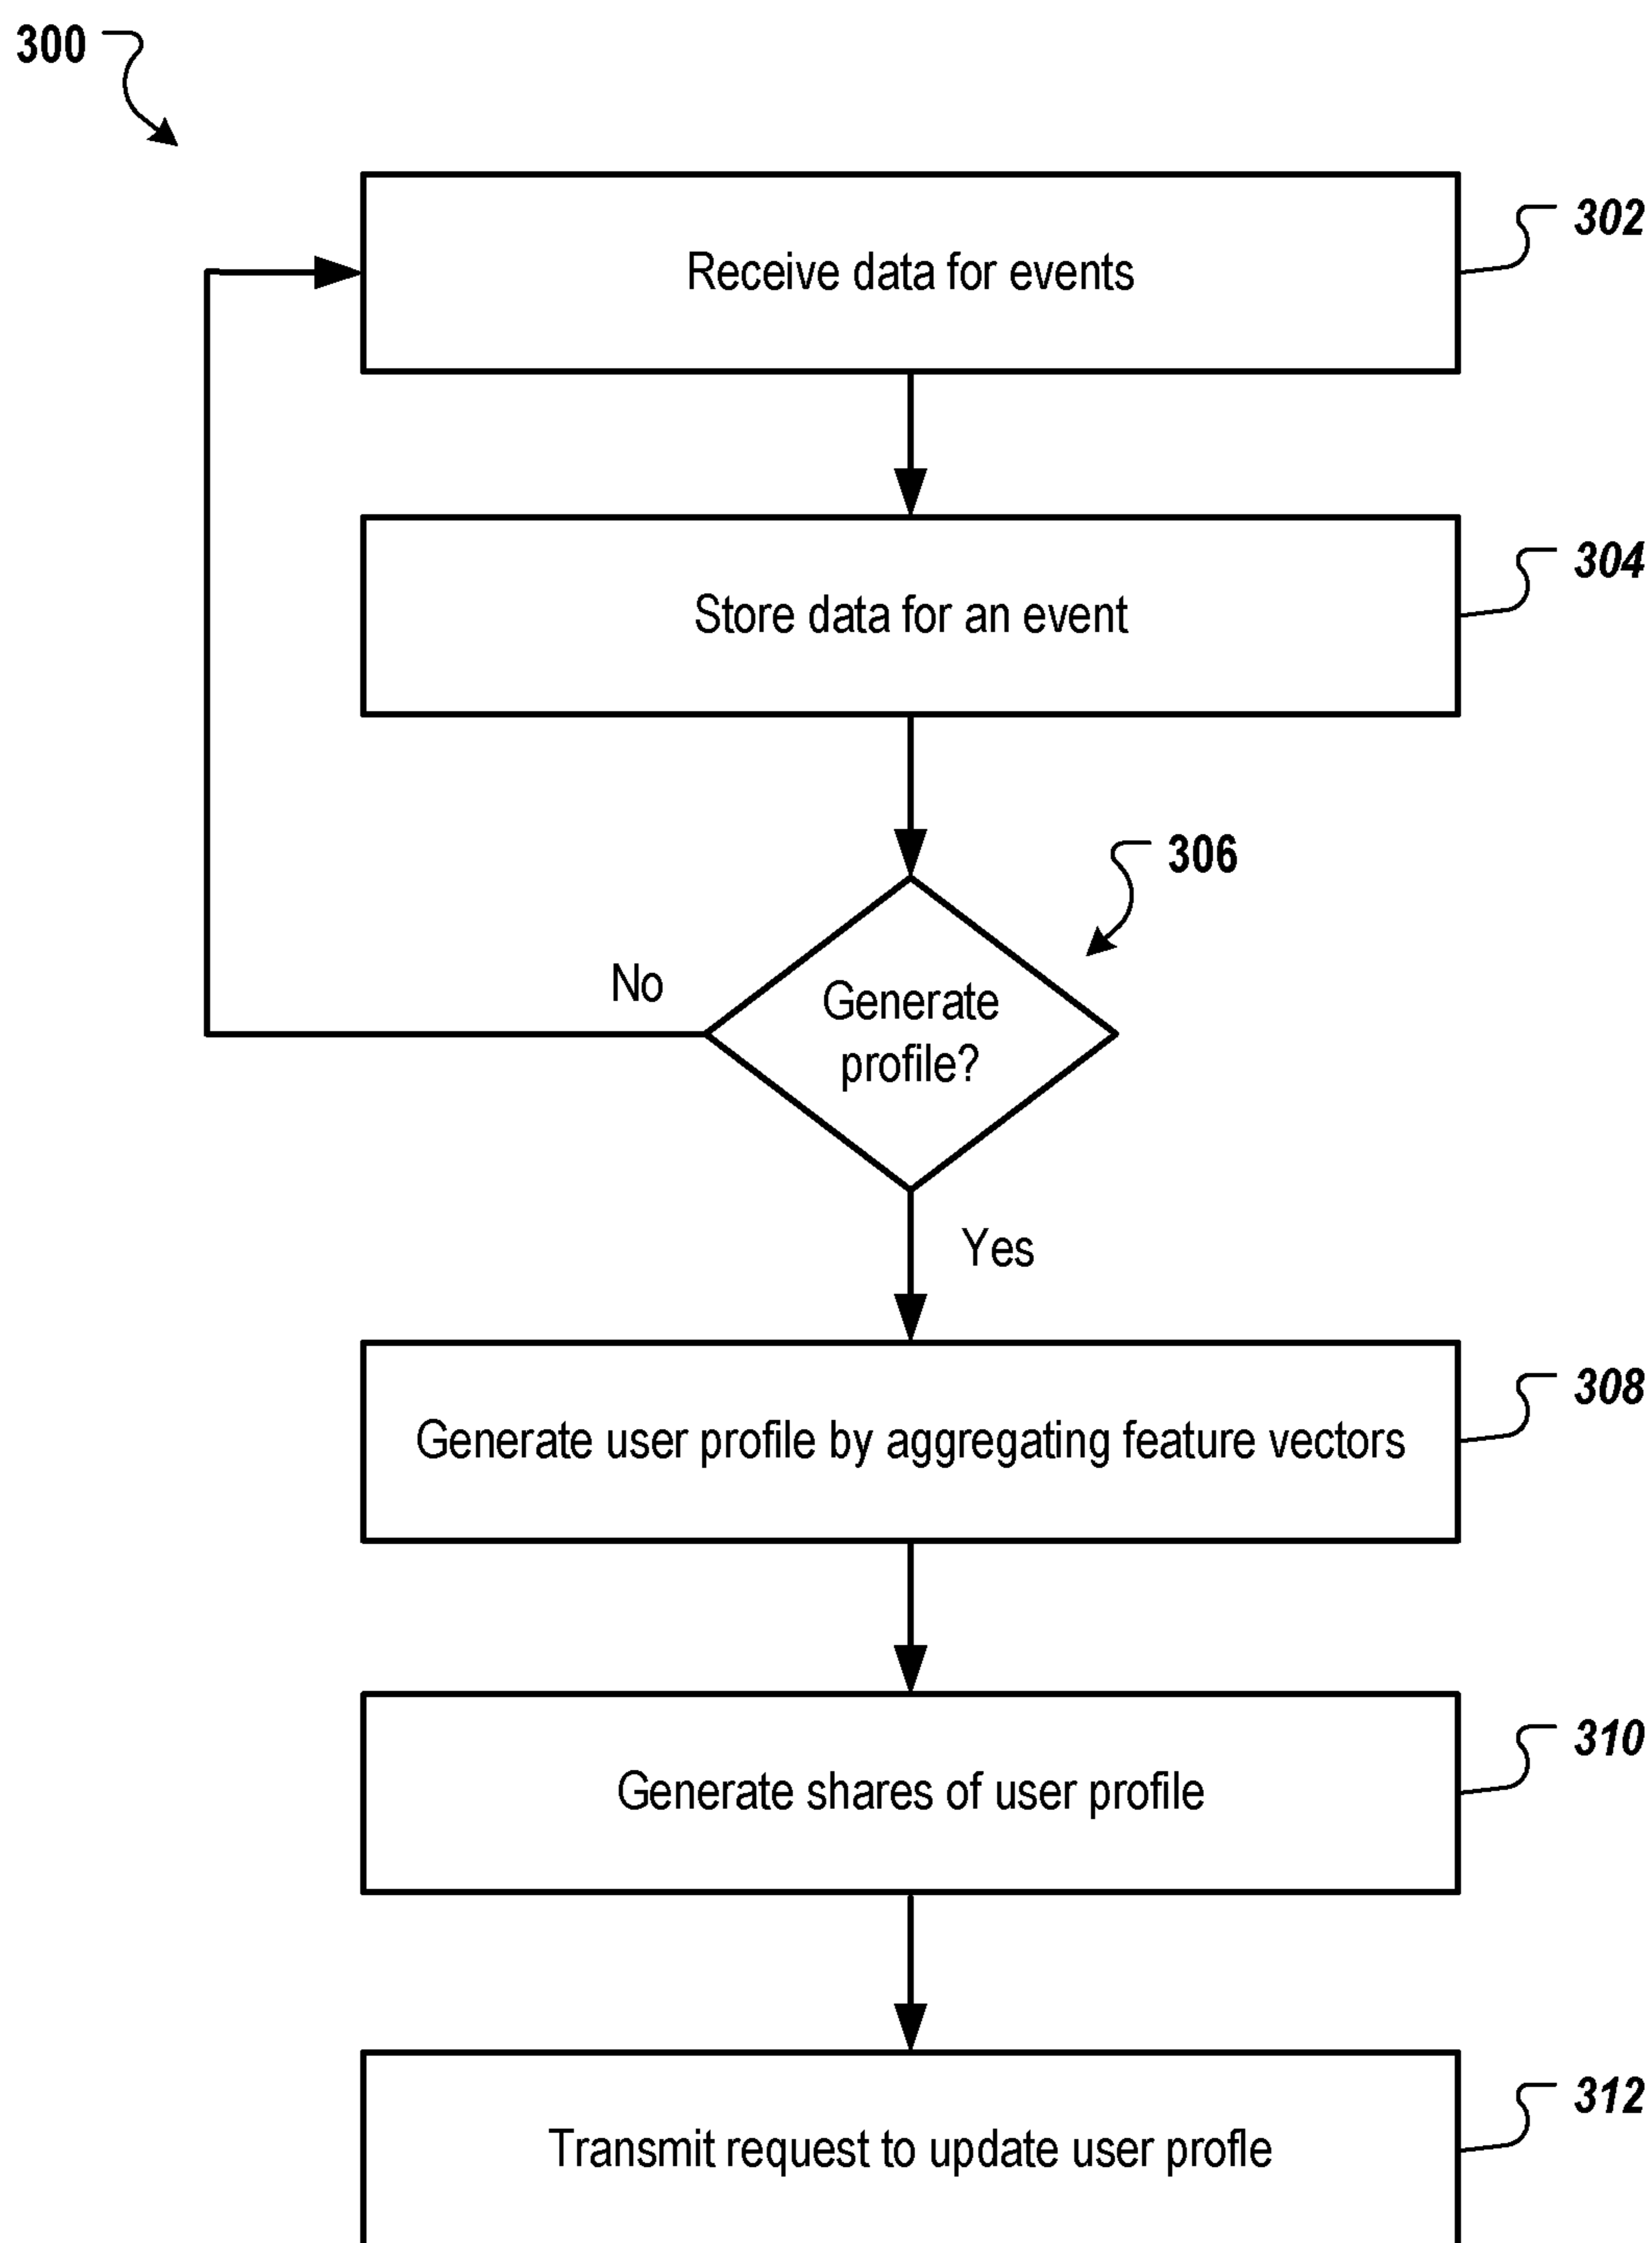 300
302
Receive data for events
304
Store data for an event
306
No
Generate
profile?
Yes
308
Generate user profile by aggregating feature vectors
310
Generate shares of user profile
312
Transmit request to update user profle